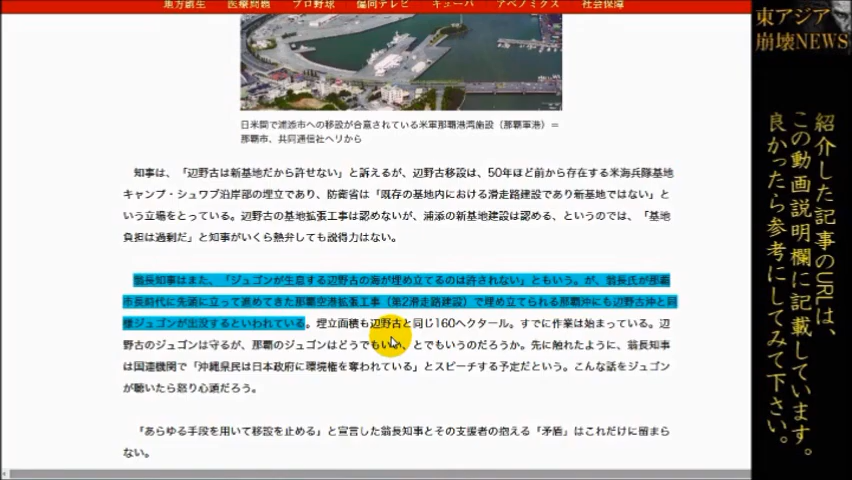 地方創生 医療問題 プロ野球 偏向テレビ キューバ アベノミクス 社会保障
日米間で浦添市への移設が合意されている米軍那覇港湾施設（那覇軍港）＝
那覇市、共同通信社ヘリから
知事は、「辺野古は新基地だから許せない」と訴えるが、辺野古移設は、50年ほど前から存在する米海兵隊基地
キャンプ・シュワブ沿岸部の埋立であり、防衛省は「既存の基地内における滑走路建設であり新基地ではない」と
いう立場をとっている。辺野古の基地拡張工事は認めないが、浦添の新基地建設は認める、というのでは、「基地
負担は過剰だ」と知事がいくら熱弁しても説得力はない。
翁長知事はまた、「ジュゴンが生息する辺野古の海が埋め立てるのは許されない」ともいう。が、翁長氏が那覇
市長時代に先頭に立って進めてきた那覇空港拡張工事（第2滑走路建設）で埋め立てられる那覇沖にも辺野古沖と同
様ジュゴンが出没するといわれている。埋立面積も辺野古と同じ160ヘクタール。すでに作業は始まっている。辺
野古のジュゴンは守るが、那覇のジュゴンはどうでもいい、とでもいうのだろうか。先に触れたように、翁長知事
は国連機関で「沖縄県民は日本政府に環境権を奪われている」とスピーチする予定だという。こんな話をジュゴン
が聴いたら怒り心頭だろう。
「あらゆる手段を用いて移設を止める」と宣言した翁長知事とその支援者の抱える「矛盾」はこれだけに留まら
ない。
東アジア
崩壊NEWS
紹介した記事のURLは、
この動画説明欄に記載しています。
良かったら参考にしてみて下さい。